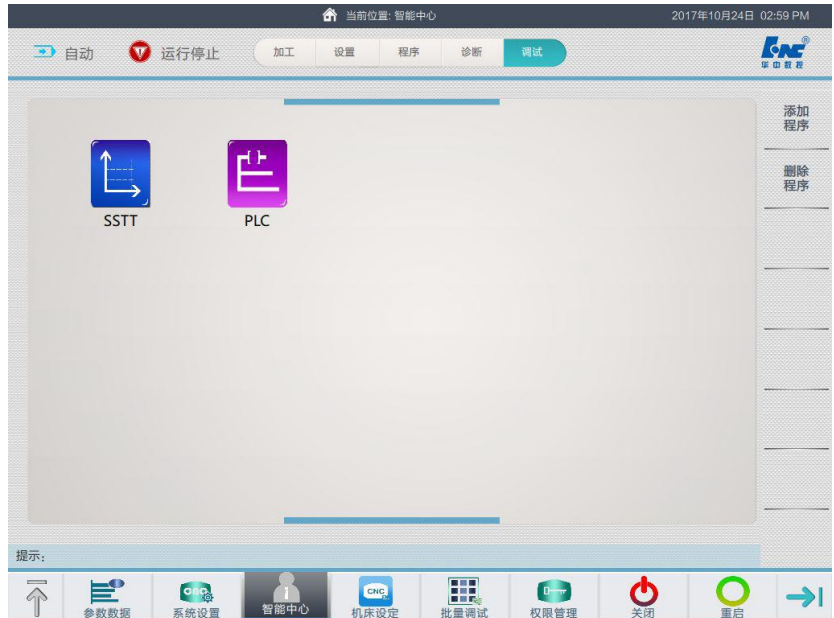 当前位置: 智能中心
2017年10月24日 02:59 PM
自动
运行停止
加工
设置
程序
诊断
调试
HNC
华中数控
添加
程序
删除
程序
SSTT
PLC
提示:
参数数据
系统设置
智能中心
CNC
机床设定
批量调试
权限管理
关闭
重启